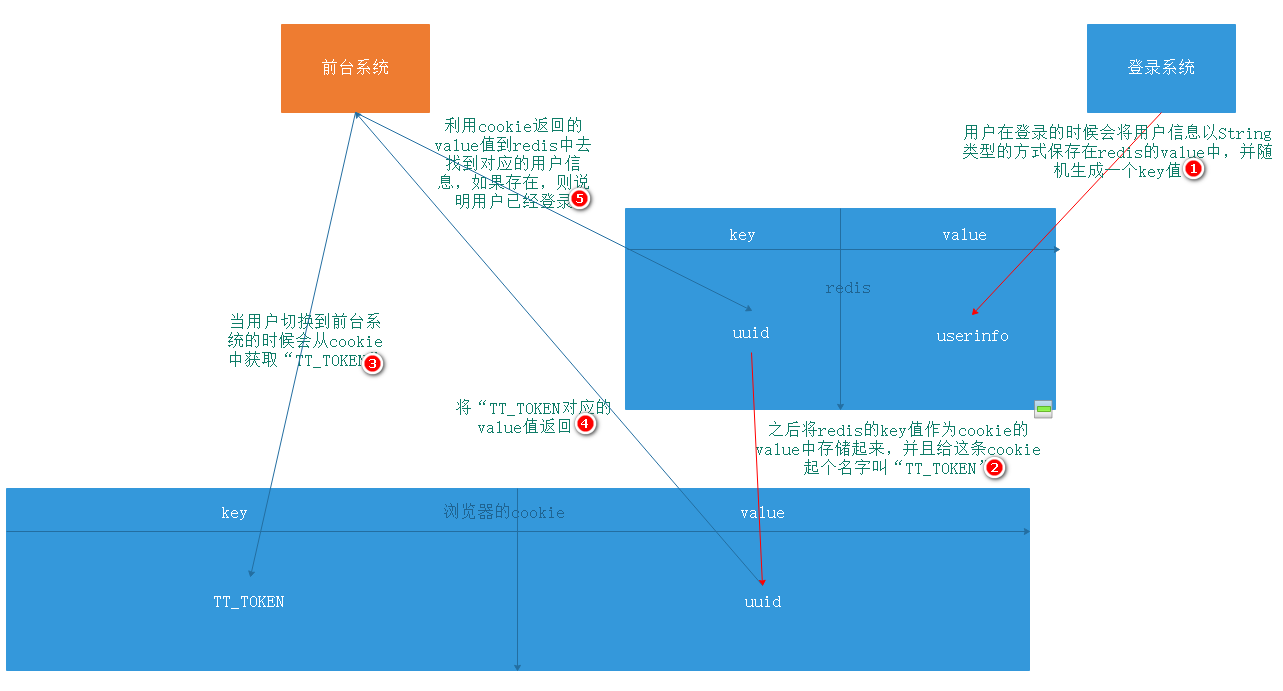 前台系统
登录系统
利用cookie返回的
value值到redis中去
找到对应的用户信
息，如果存在，则说
明用户已经登录
5
用户在登录的时候会将用户信息以String
类型的方式保存在redis的value中，并随
机生成一个key值
1
key
value
redis
uuid
userinfo
当用户切换到前台系
统的时候会从cookie
中获取“TT_TOKEN”
3
将“TT_TOKEN对应的
value值返回
4
之后将redis的key值作为cookie的
value中存储起来，并且给这条cookie
起个名字叫“TT_TOKEN”
2
key
浏览器的cookie
value
TT_TOKEN
uuid